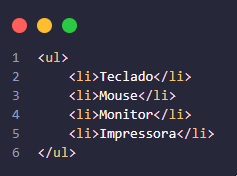 1 <ul>
2     <li>Teclado</li>
3     <li>Mouse</li>
4     <li>Monitor</li>
5     <li>Impressora</li>
6 </ul>